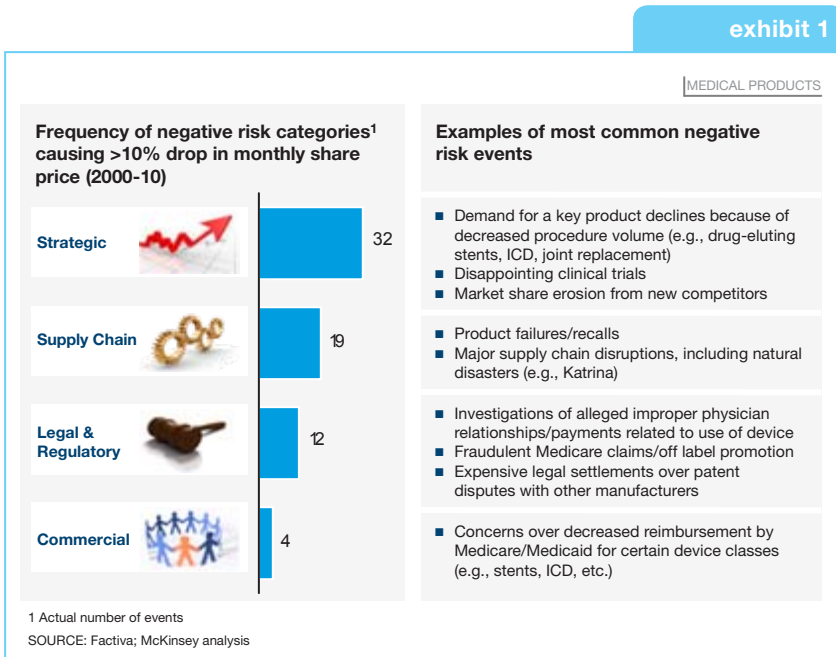 exhibit 1
MEDICAL PRODUCTS
Frequency of negative risk categories¹
causing >10% drop in monthly share
price (2000-10)
Strategic
32
Supply Chain
19
Legal &
Regulatory
12
Commercial
4
Examples of most common negative
risk events
■ Demand for a key product declines because of
decreased procedure volume (e.g., drug-eluting
stents, ICD, joint replacement)
■ Disappointing clinical trials
■ Market share erosion from new competitors
■ Product failures/recalls
■ Major supply chain disruptions, including natural
disasters (e.g., Katrina)
■ Investigations of alleged improper physician
relationships/payments related to use of device
■ Fraudulent Medicare claims/off label promotion
■ Expensive legal settlements over patent
disputes with other manufacturers
■ Concerns over decreased reimbursement by
Medicare/Medicaid for certain device classes
(e.g., stents, ICD, etc.)
1 Actual number of events
SOURCE: Factiva; McKinsey analysis